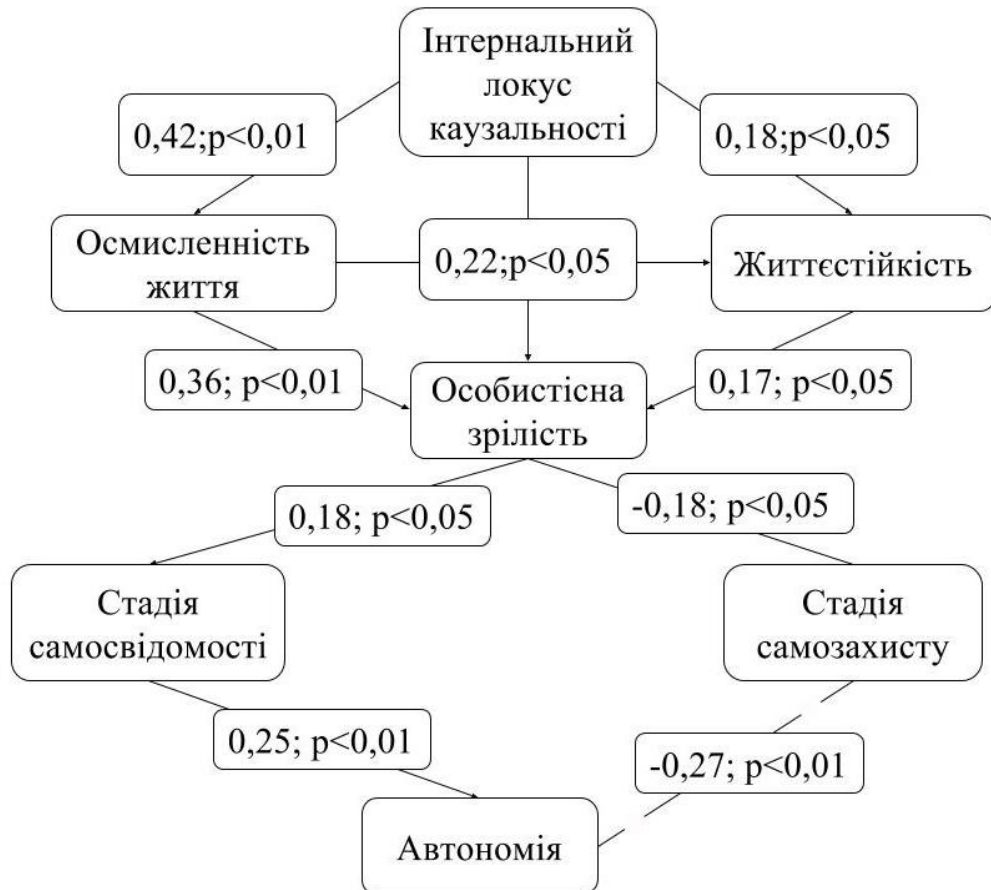 Інтернальний
локус
каузальності
0,42;p<0,01
0,18;p<0,05
Осмисленність
життя
0,22;p<0,05
Життєстійкість
0,36; p<0,01
Особистісна
зрілість
0,17; p<0,05
0,18; p<0,05
-0,18; p<0,05
Стадія
самосвідомості
Стадія
самозахисту
0,25; p<0,01
-0,27; p<0,01
Автономія